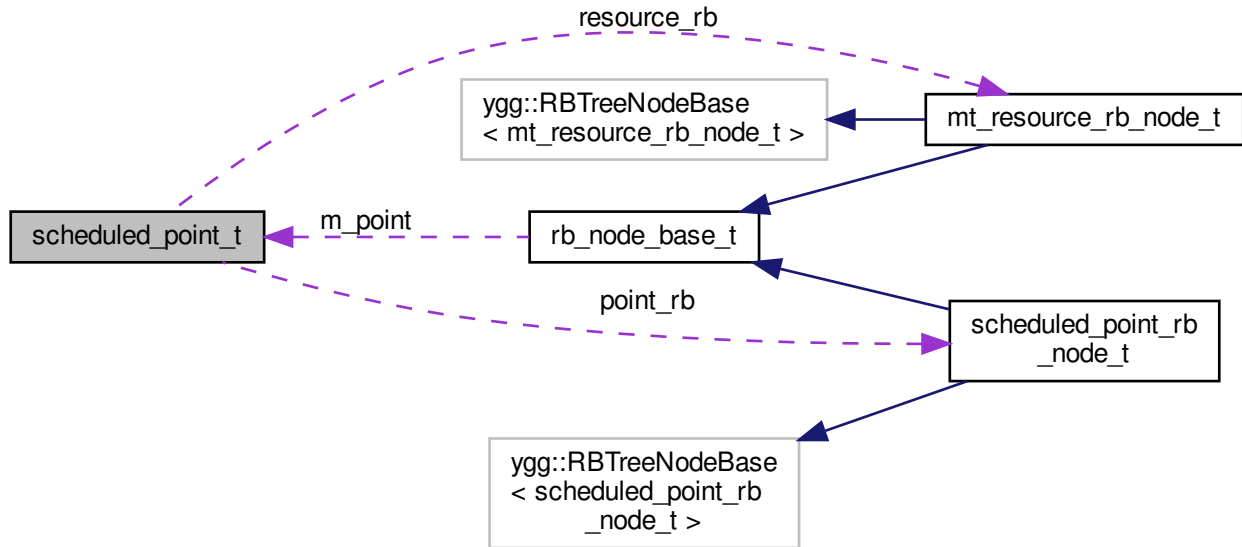 resource_rb
ygg::RBTreeNodeBase
< mt_resource_rb_node_t >
mt_resource_rb_node_t
scheduled_point_t
m_point
rb_node_base_t
point_rb
scheduled_point_rb
_node_t
ygg::RBTreeNodeBase
< scheduled_point_rb
_node_t >